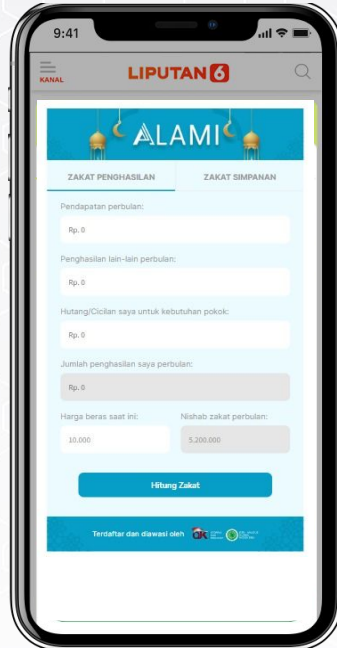 9:41
KANAL
LIPUTAN 6
ALAMI
ZAKAT PENGHASILAN
ZAKAT SIMPANAN
Pendapatan perbulan:
Rp. 0
Penghasilan lain-lain perbulan:
Rp. 0
Hutang/Cicilan saya untuk kebutuhan pokok:
Rp. 0
Jumlah penghasilan saya perbulan:
Rp. 0
Harga beras saat ini:
Nishab zakat perbulan:
10.000
5.200.000
Hitung Zakat
Terdaftar dan diawasi oleh